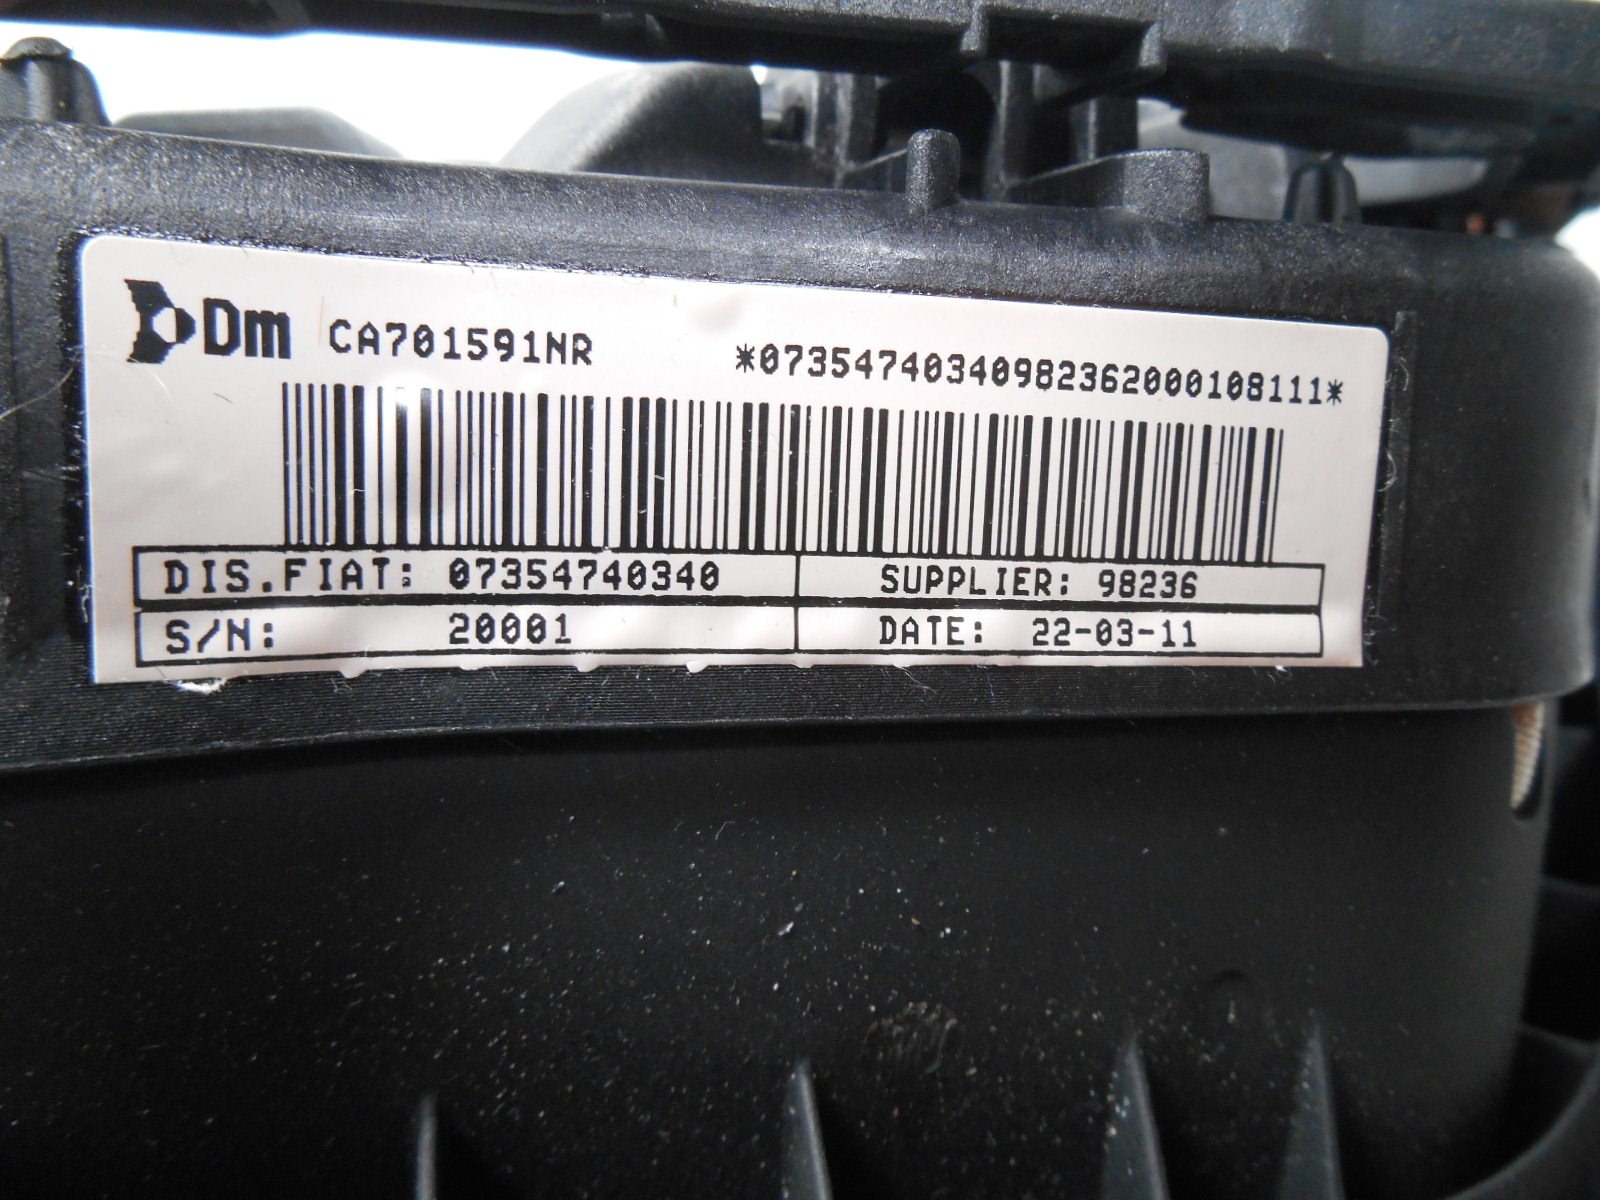 Dm CA701591NR *07354740340982362000108111*
DIS.FIAT: 07354740340 SUPPLIER: 98236
S/N: 20001 DATE: 22-03-11